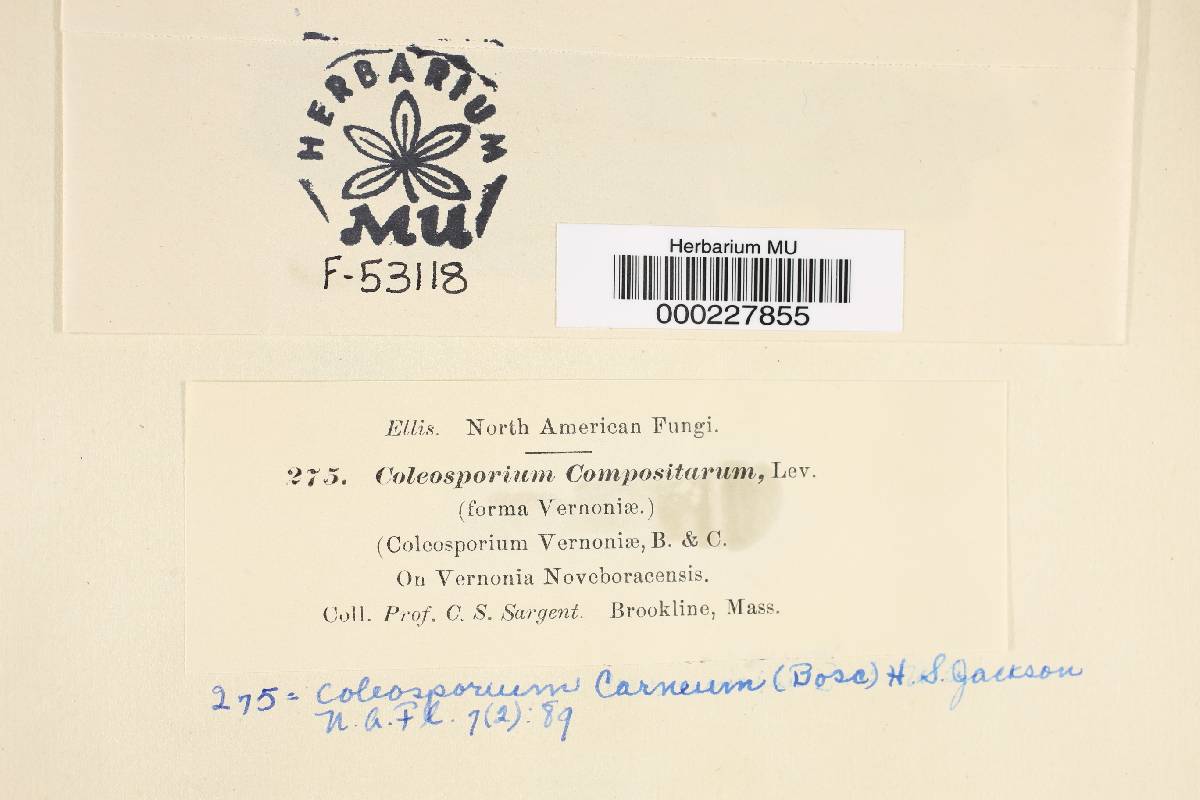 HERBARIUM
MU
F-53118
Herbarium MU
000227855
Ellis. North American Fungi.
275. Coleosporium Compositarum, Lev.
(forma Vernoniæ.)
(Coleosporium Vernoniæ, B. & C.
On Vernonia Noveboracensis.
Coll. Prof. C. S. Sargent. Brookline, Mass.
275 = Coleosporium Carneum (Bosc) H. S. Jackson
N. A. Fl. 7(2): 89